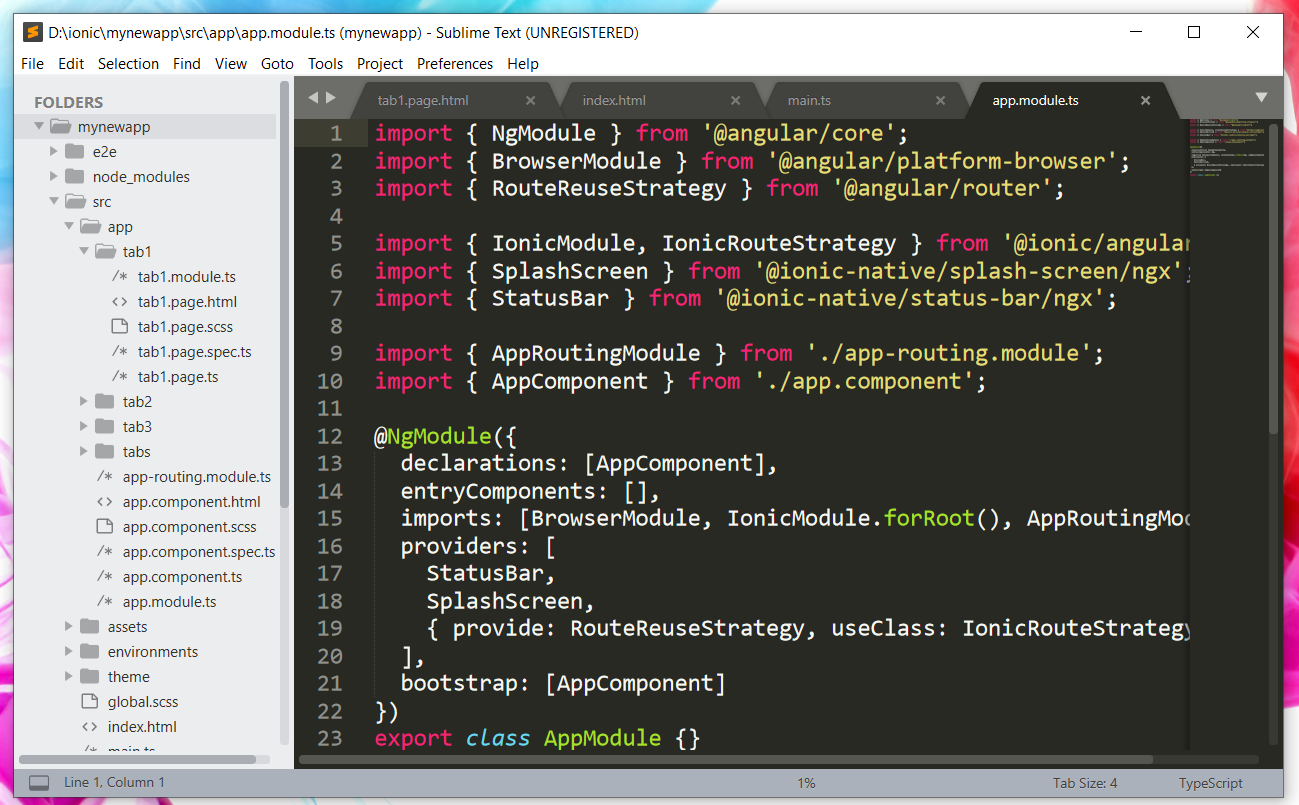 D:\ionic\mynewapp\src\app\app.module.ts (mynewapp) - Sublime Text (UNREGISTERED)
File Edit Selection Find View Goto Tools Project Preferences Help
FOLDERS
mynewapp
e2e
node_modules
src
app
tab1
/* tab1.module.ts
<> tab1.page.html
tab1.page.scss
/* tab1.page.spec.ts
/* tab1.page.ts
tab2
tab3
tabs
/* app-routing.module.ts
<> app.component.html
app.component.scss
/* app.component.spec.ts
/* app.component.ts
/* app.module.ts
assets
environments
theme
global.scss
<> index.html
/* main.ts
tab1.page.html × index.html × main.ts × app.module.ts ×
1 import { NgModule } from '@angular/core';
2 import { BrowserModule } from '@angular/platform-browser';
3 import { RouteReuseStrategy } from '@angular/router';
4
5 import { IonicModule, IonicRouteStrategy } from '@ionic/angular
6 import { SplashScreen } from '@ionic-native/splash-screen/ngx';
7 import { StatusBar } from '@ionic-native/status-bar/ngx';
8
9 import { AppRoutingModule } from './app-routing.module';
10 import { AppComponent } from './app.component';
11
12 @NgModule({
13 declarations: [AppComponent],
14 entryComponents: [],
15 imports: [BrowserModule, IonicModule.forRoot(), AppRoutingMod
16 providers: [
17 StatusBar,
18 SplashScreen,
19 { provide: RouteReuseStrategy, useClass: IonicRouteStrategy
20 ],
21 bootstrap: [AppComponent]
22 })
23 export class AppModule {}
Line 1, Column 1 1% Tab Size: 4 TypeScript